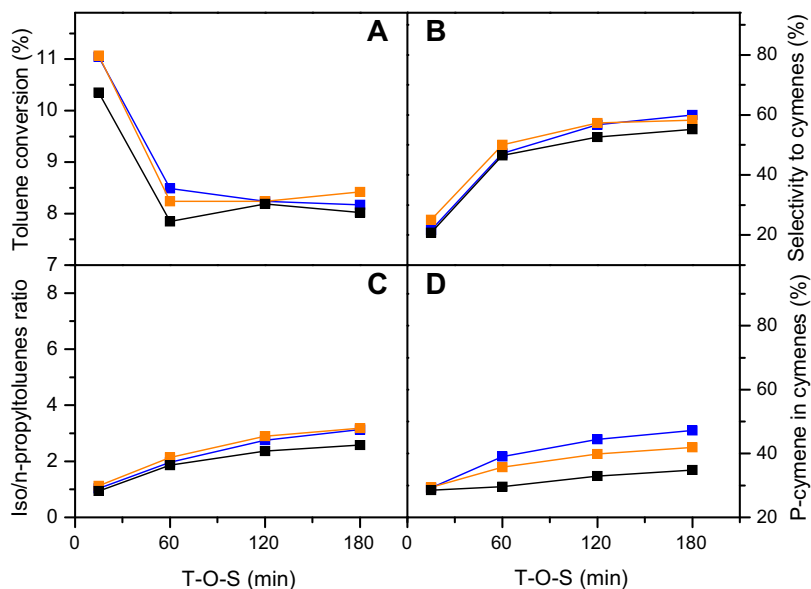 A
B
Toluene conversion (%)
11
10
9
8
7
Selectivity to cymenes (%)
80
60
40
20
C
D
Iso/n-propyltoluenes ratio
8
6
4
2
0
P-cymene in cymenes (%)
80
60
40
20
0
60
120
180
0
60
120
180
T-O-S (min)
T-O-S (min)